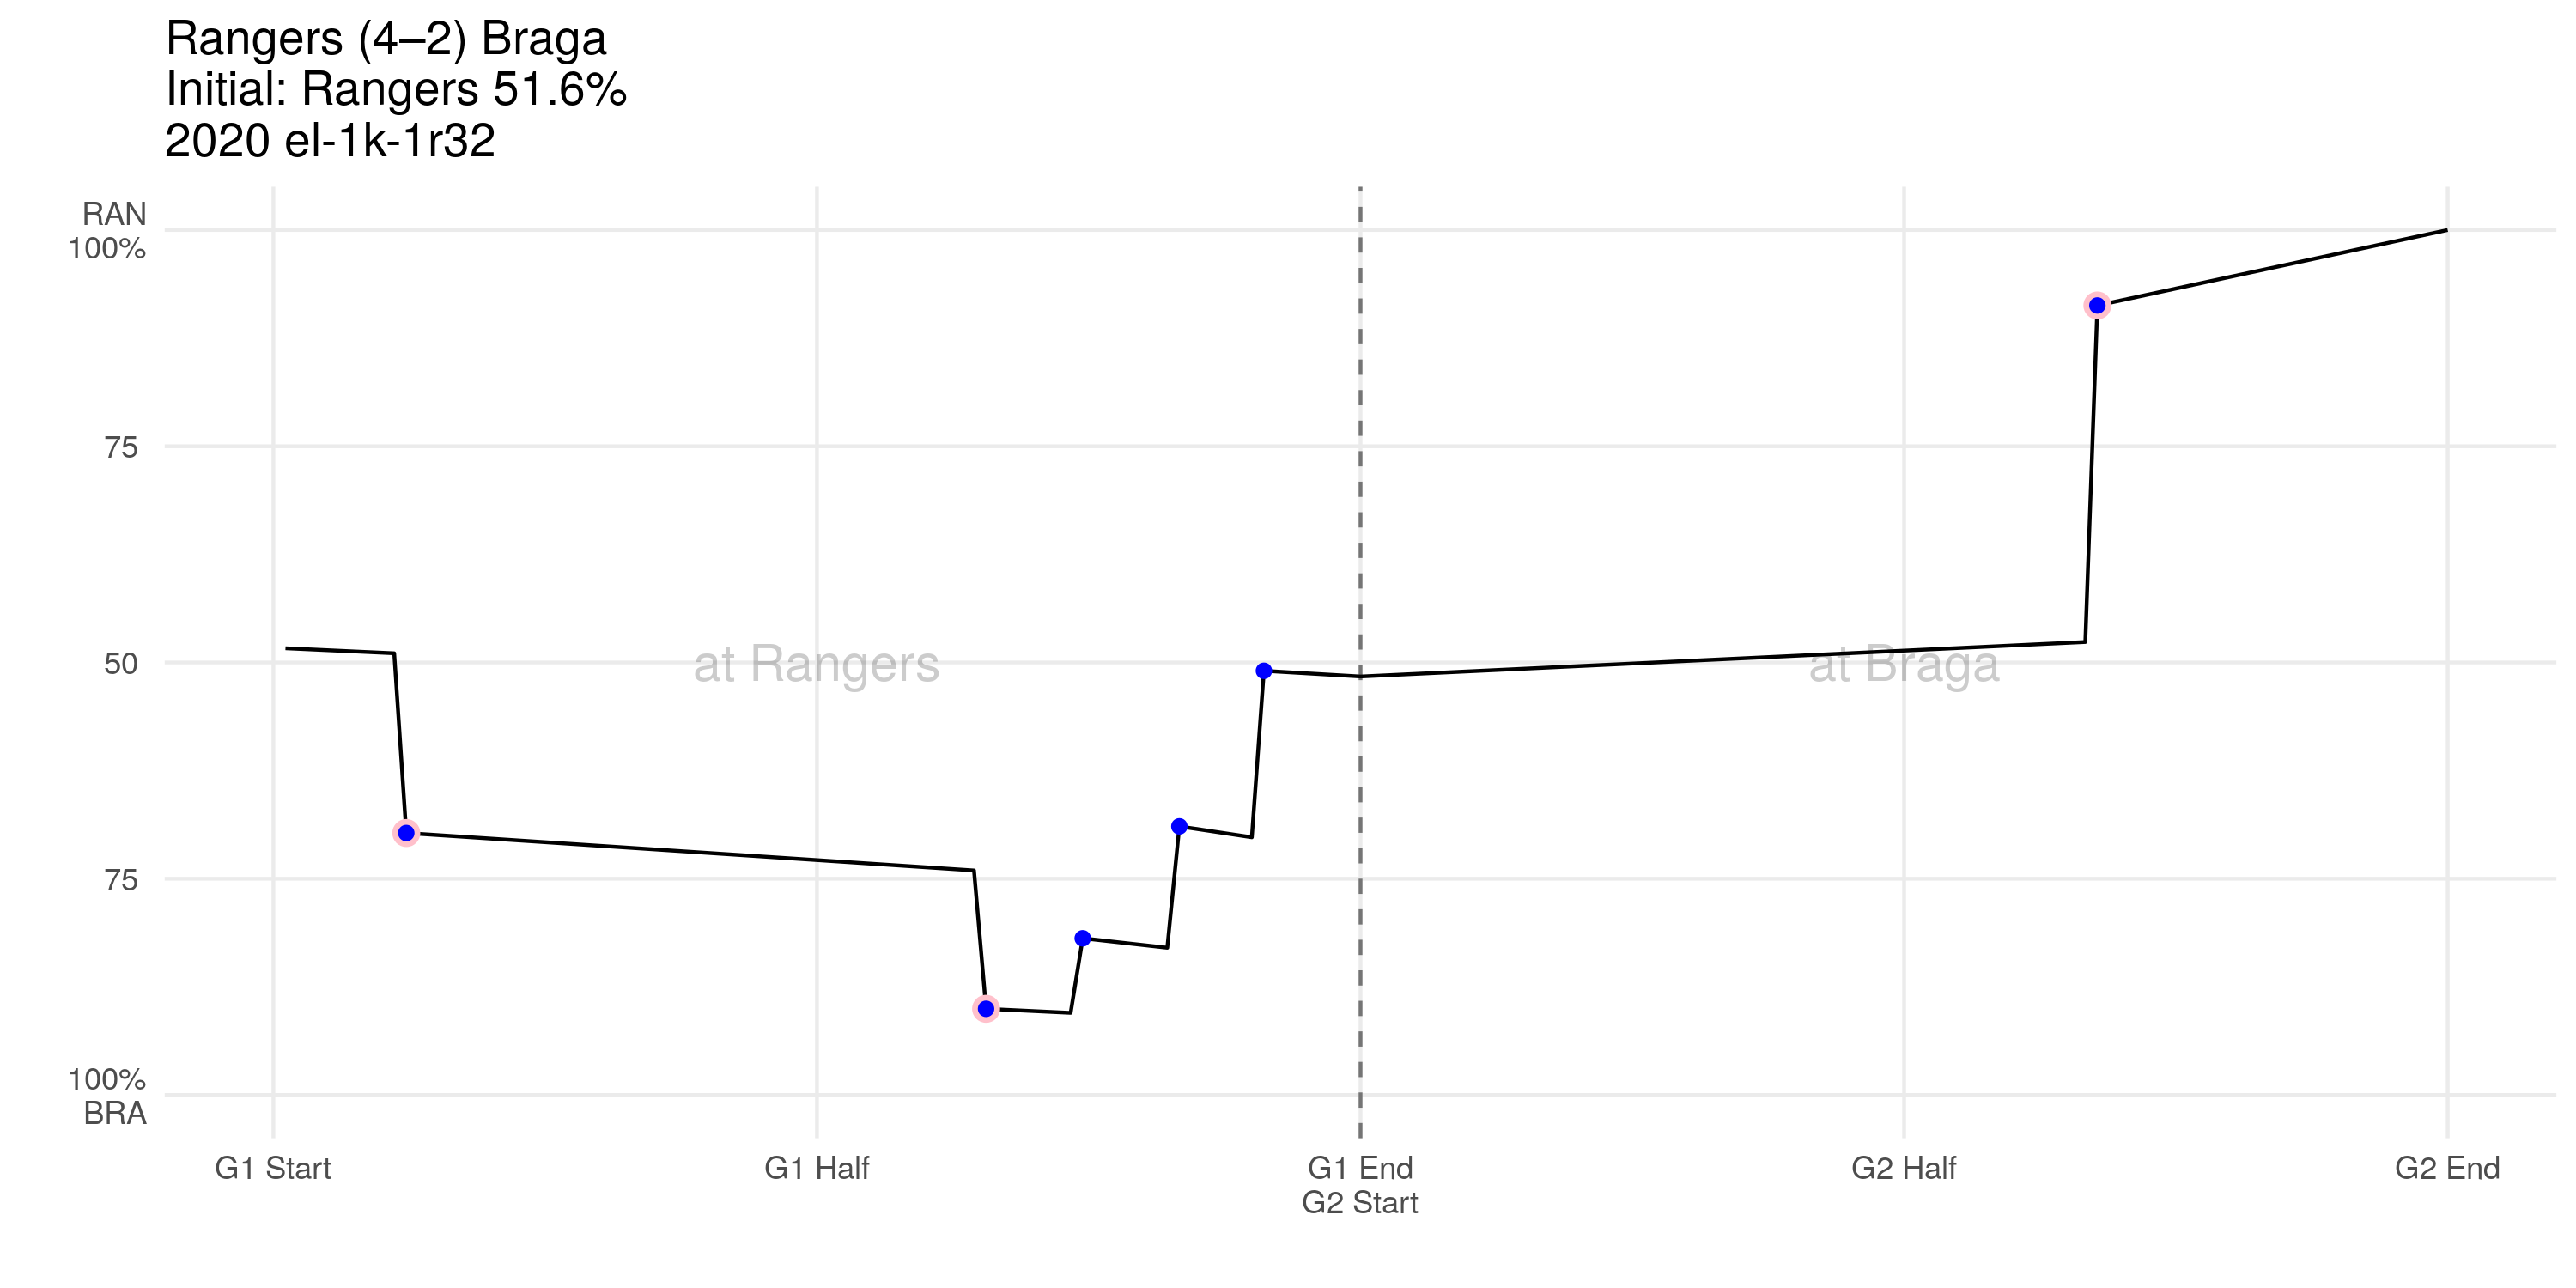 Rangers (4–2) Braga
Initial: Rangers 51.6%
2020 el-1k-1r32
RAN
100%
75
50
75
100%
BRA
at Rangers
at Braga
G1 Start
G1 Half
G1 End
G2 Start
G2 Half
G2 End